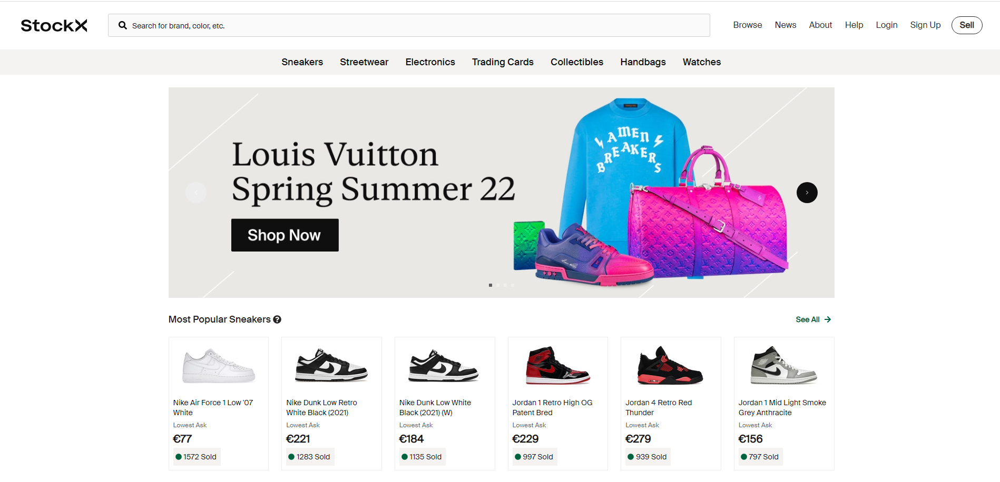 StockX
Search for brand, color, etc.
Browse News About Help Login Sign Up Sell
Sneakers Streetwear Electronics Trading Cards Collectibles Handbags Watches
Louis Vuitton
Spring Summer 22
Shop Now
AMEN
BREAKERS
Most Popular Sneakers
See All
Nike Air Force 1 Low '07
White
Lowest Ask
€77
1572 Sold
Nike Dunk Low Retro
White Black (2021)
Lowest Ask
€221
1283 Sold
Nike Dunk Low White
Black (2021) (W)
Lowest Ask
€184
1135 Sold
Jordan 1 Retro High OG
Patent Bred
Lowest Ask
€229
997 Sold
Jordan 4 Retro Red
Thunder
Lowest Ask
€279
939 Sold
Jordan 1 Mid Light Smoke
Grey Anthracite
Lowest Ask
€156
797 Sold